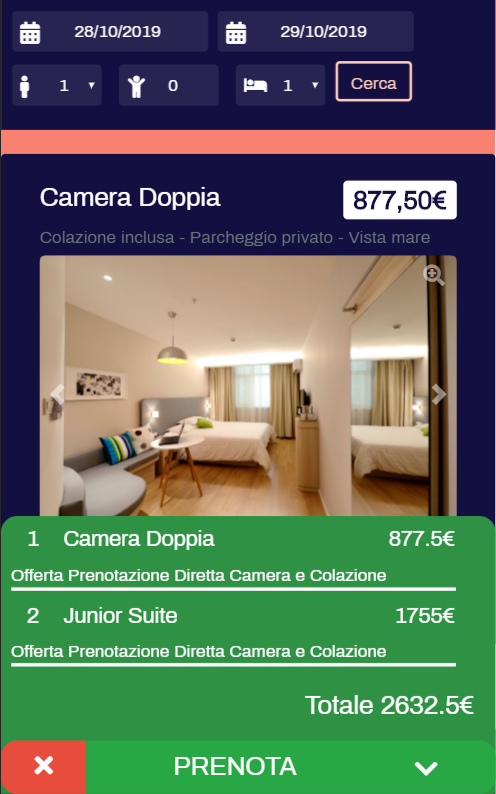 28/10/2019 29/10/2019
1 0 1 Cerca
Camera Doppia 877,50€
Colazione inclusa - Parcheggio privato - Vista mare
1 Camera Doppia 877.5€
Offerta Prenotazione Diretta Camera e Colazione
2 Junior Suite 1755€
Offerta Prenotazione Diretta Camera e Colazione
Totale 2632.5€
PRENOTA